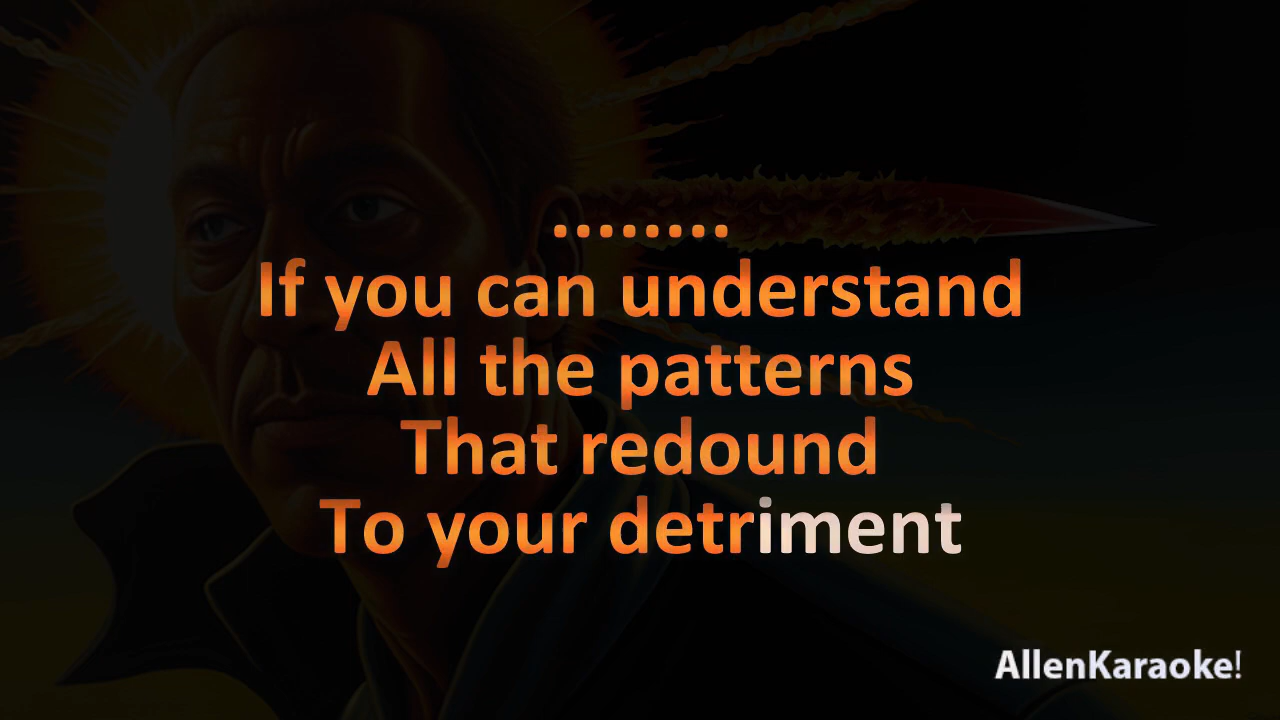 ........
If you can understand
All the patterns
That redound
To your detriment
AllenKaraoke!